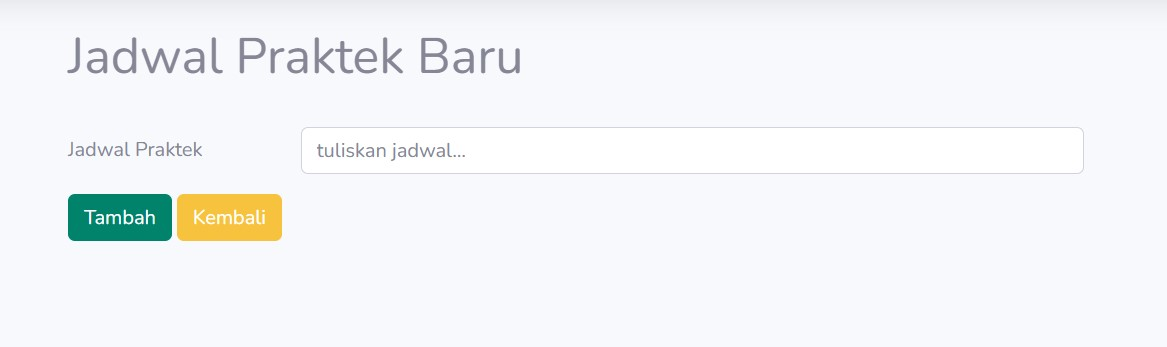 Jadwal Praktek Baru
Jadwal Praktek
tuliskan jadwal...
Tambah Kembali